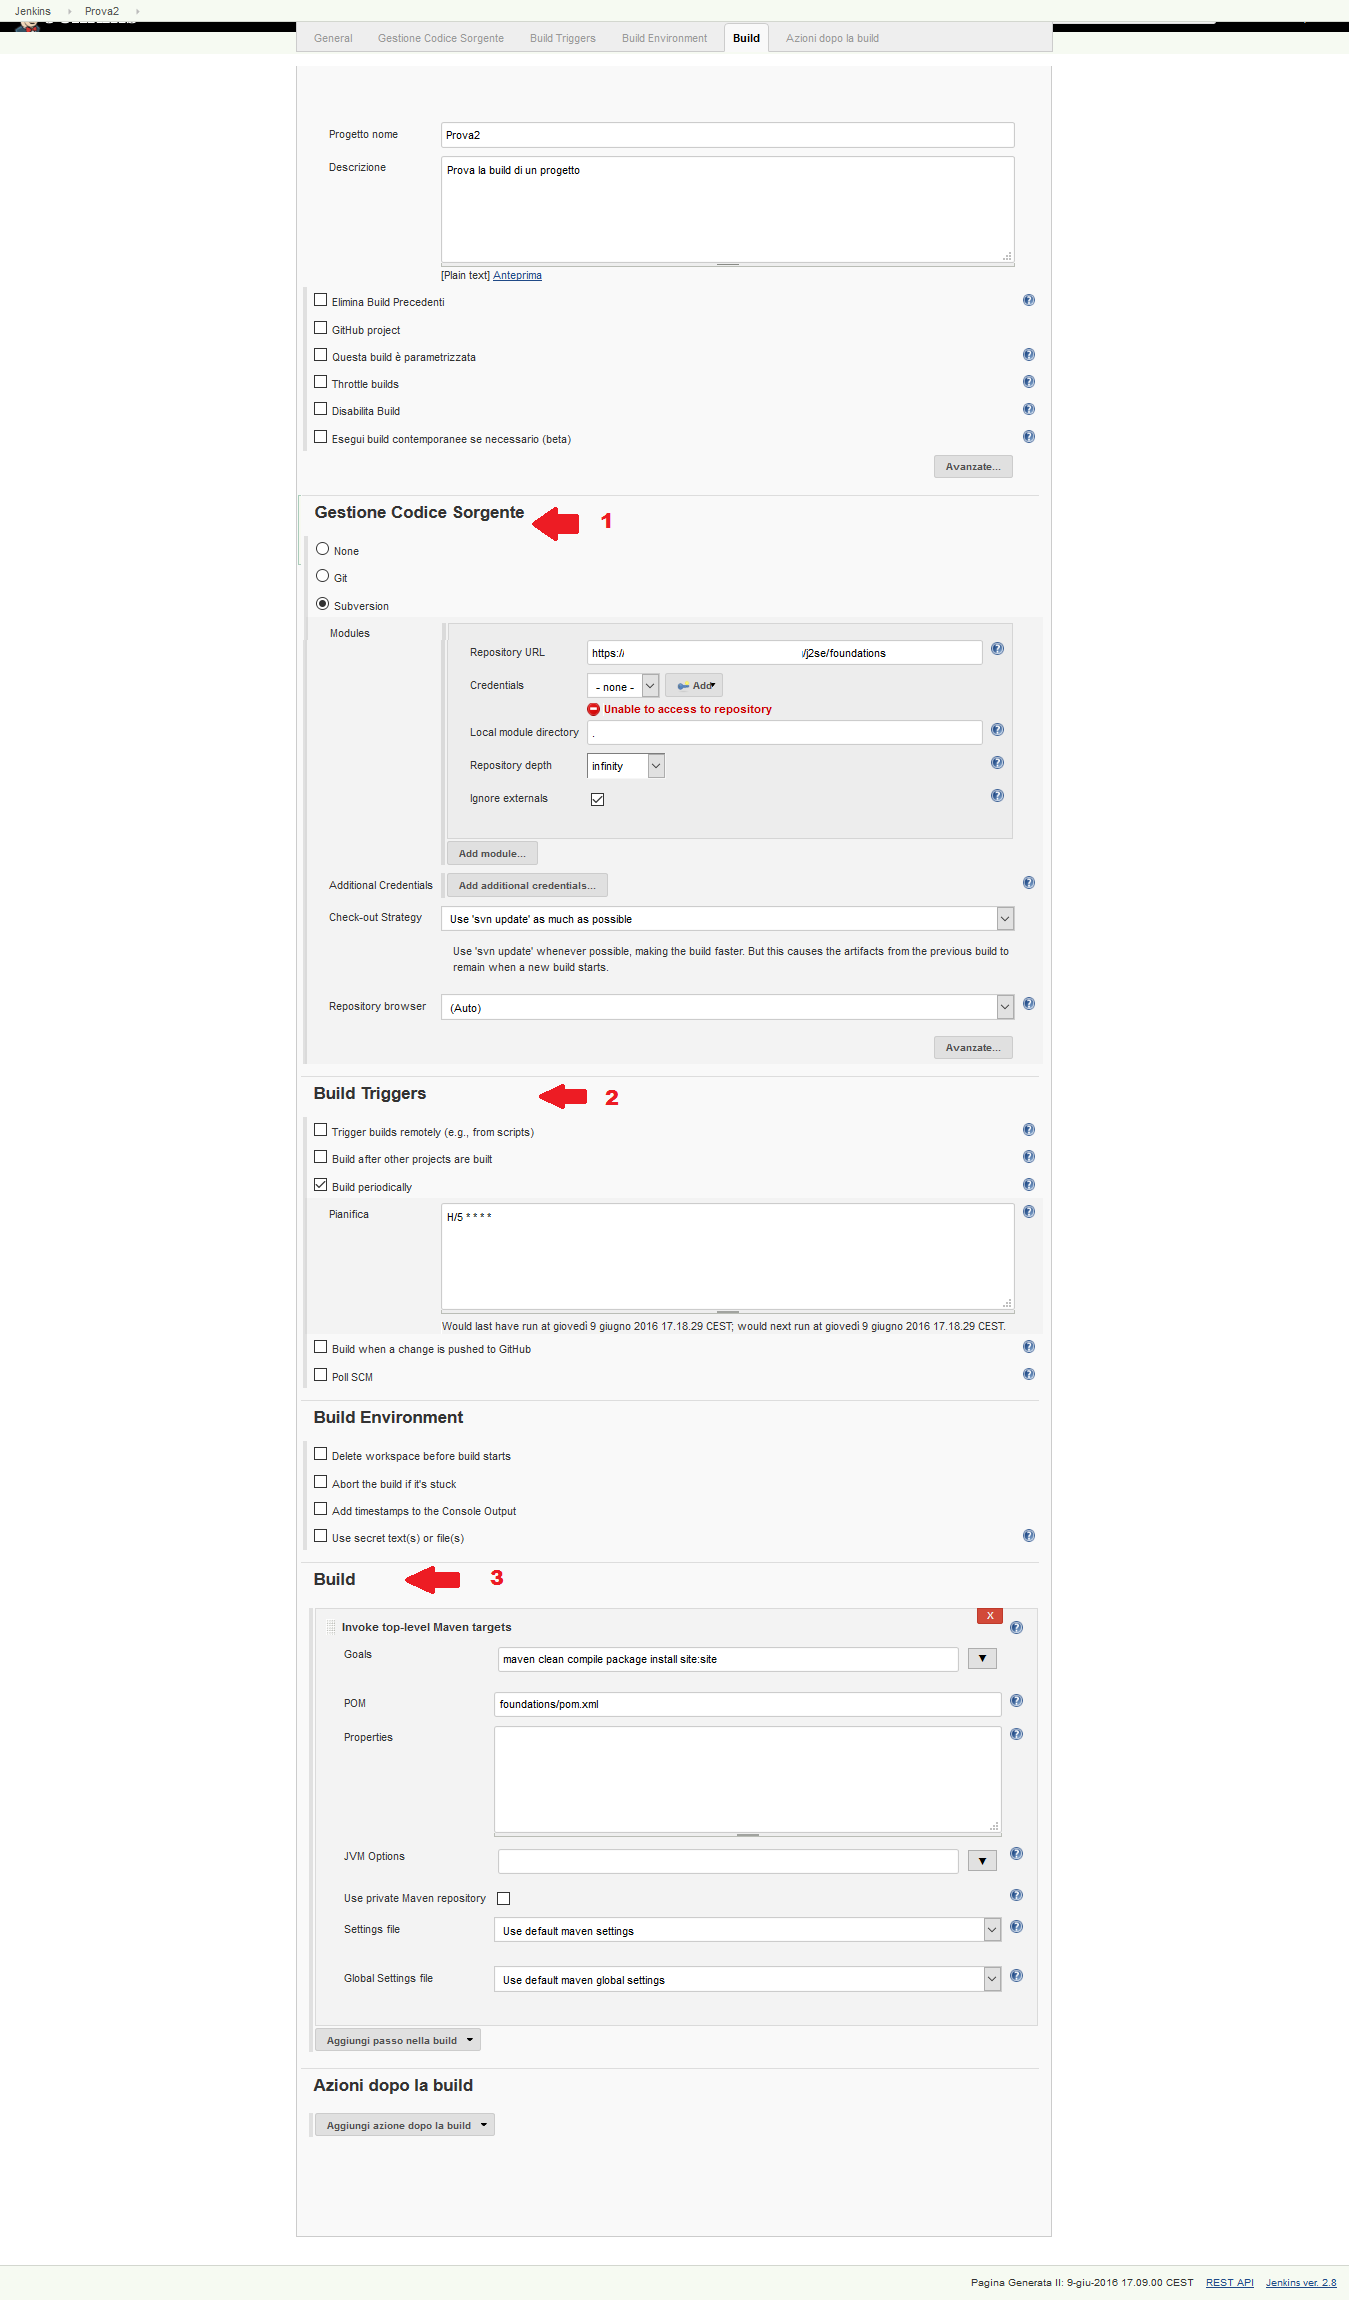 Jenkins Prova2
General Gestione Codice Sorgente Build Triggers Build Environment Build Azioni dopo la build
Progetto nome Prova2
Descrizione Prova la build di un progetto
[Plain text] Anteprima
Elimina Build Precedenti
GitHub project
Questa build è parametrizzata
Throttle builds
Disabilita Build
Esegui build contemporanee se necessario (beta)
Avanzate...
Gestione Codice Sorgente 1
None
Git
Subversion
Modules
Repository URL https:// /j2se/foundations
Credentials - none - Add
Unable to access to repository
Local module directory .
Repository depth infinity
Ignore externals
Add module...
Additional Credentials Add additional credentials...
Check-out Strategy Use 'svn update' as much as possible
Use 'svn update' whenever possible, making the build faster. But this causes the artifacts from the previous build to
remain when a new build starts.
Repository browser (Auto)
Avanzate...
Build Triggers 2
Trigger builds remotely (e.g., from scripts)
Build after other projects are built
Build periodically
Pianifica H/5 * * * *
Would last have run at giovedì 9 giugno 2016 17.18.29 CEST; would next run at giovedì 9 giugno 2016 17.18.29 CEST.
Build when a change is pushed to GitHub
Poll SCM
Build Environment
Delete workspace before build starts
Abort the build if it's stuck
Add timestamps to the Console Output
Use secret text(s) or file(s)
Build 3
X
Invoke top-level Maven targets
Goals maven clean compile package install site:site
POM foundations/pom.xml
Properties
JVM Options
Use private Maven repository
Settings file Use default maven settings
Global Settings file Use default maven global settings
Aggiungi passo nella build
Azioni dopo la build
Aggiungi azione dopo la build
Pagina Generata Il: 9-giu-2016 17.09.00 CEST REST API Jenkins ver. 2.8